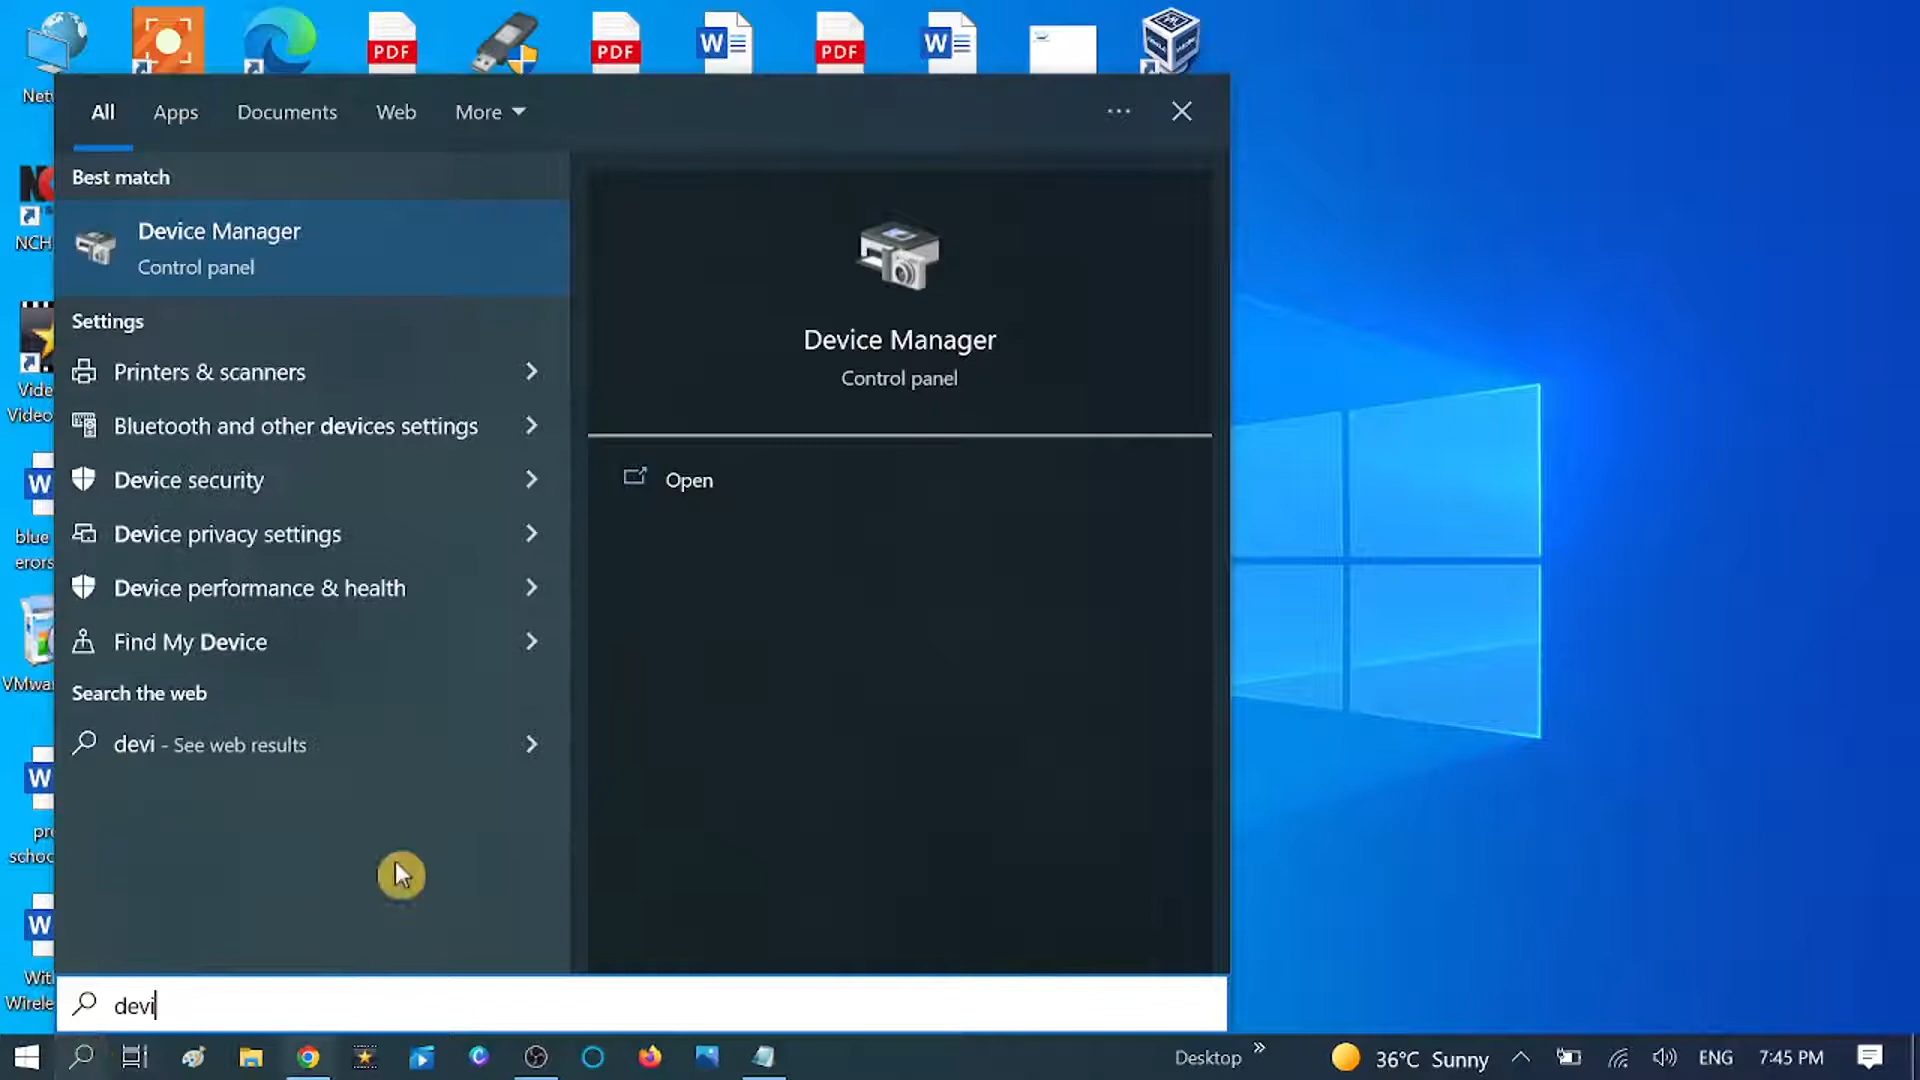 PDF
PDF
W
PDF
W
Net
All
Apps
Documents
Web
More
Best match
Device Manager
Control panel
NCH
Settings
Printers & scanners
Bluetooth and other devices settings
Device security
Device privacy settings
Device performance & health
Find My Device
Search the web
devi - See web results
Device Manager
Control panel
Open
Vide
Video
W
blue
erors
VMwar
W
pre
schoo
W
Wit
Wirele
devi
Desktop
36°C Sunny
ENG
7:45 PM